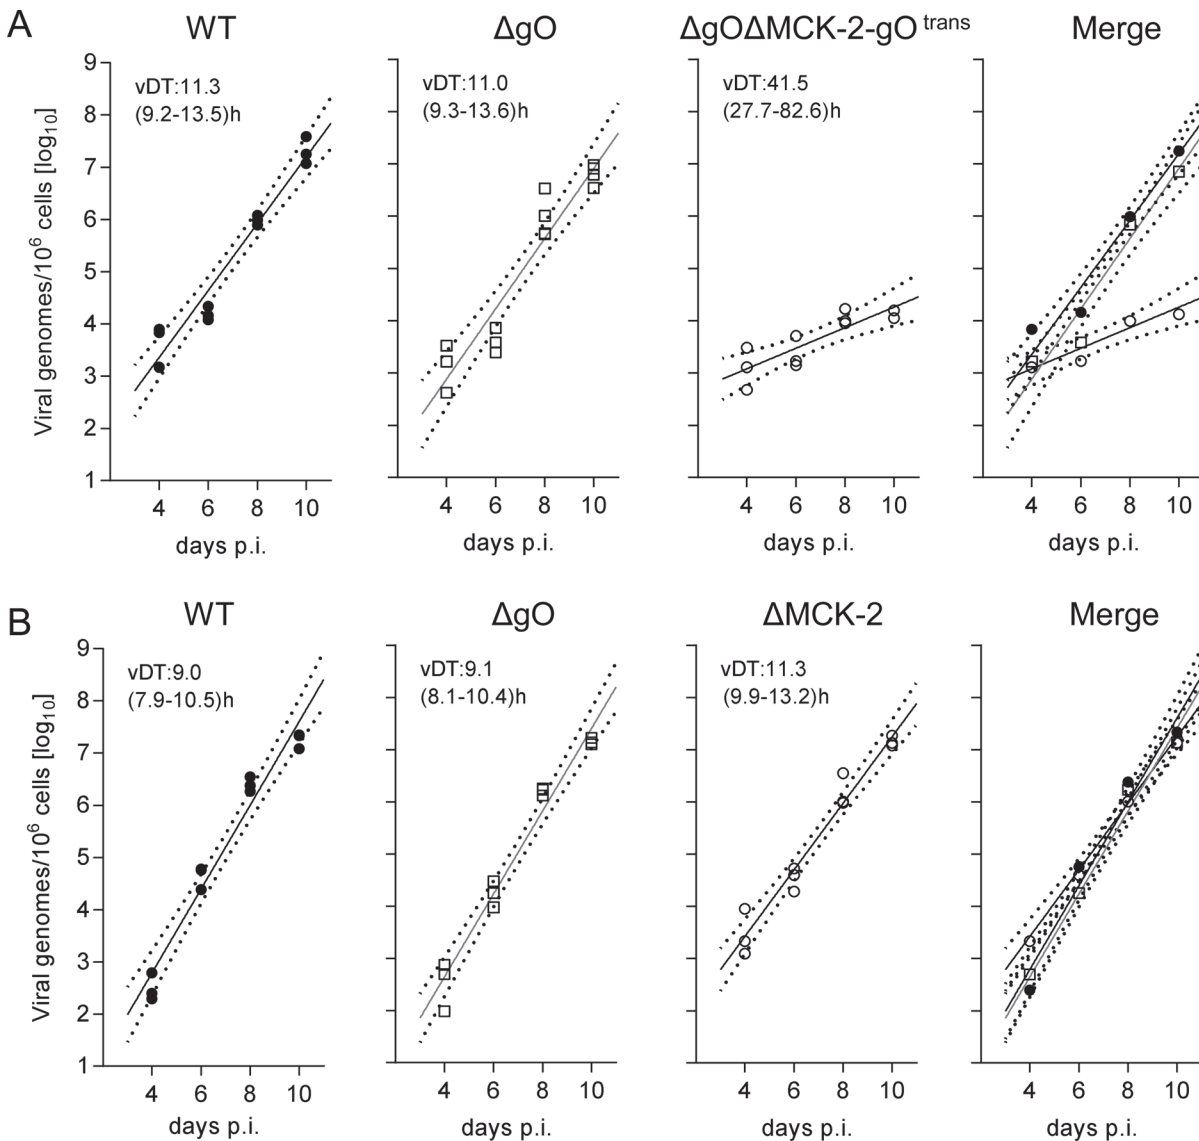 A
WT
ΔgO
ΔgOΔMCK-2-gO trans
Merge
vDT:11.3
(9.2-13.5)h
vDT:11.0
(9.3-13.6)h
vDT:41.5
(27.7-82.6)h
Viral genomes/10⁶ cells [log₁₀]
9
8
7
6
5
4
3
2
1
4 6 8 10
4 6 8 10
4 6 8 10
4 6 8 10
days p.i.
days p.i.
days p.i.
days p.i.
B
WT
ΔgO
ΔMCK-2
Merge
vDT:9.0
(7.9-10.5)h
vDT:9.1
(8.1-10.4)h
vDT:11.3
(9.9-13.2)h
Viral genomes/10⁶ cells [log₁₀]
9
8
7
6
5
4
3
2
1
4 6 8 10
4 6 8 10
4 6 8 10
4 6 8 10
days p.i.
days p.i.
days p.i.
days p.i.